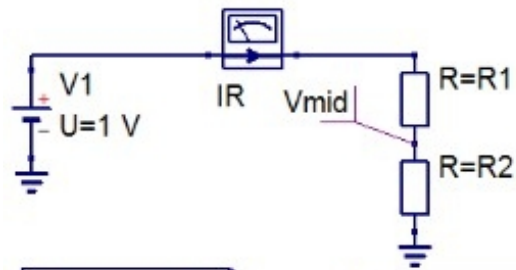 V1
U=1 V
IR
Vmid
R=R1
R=R2